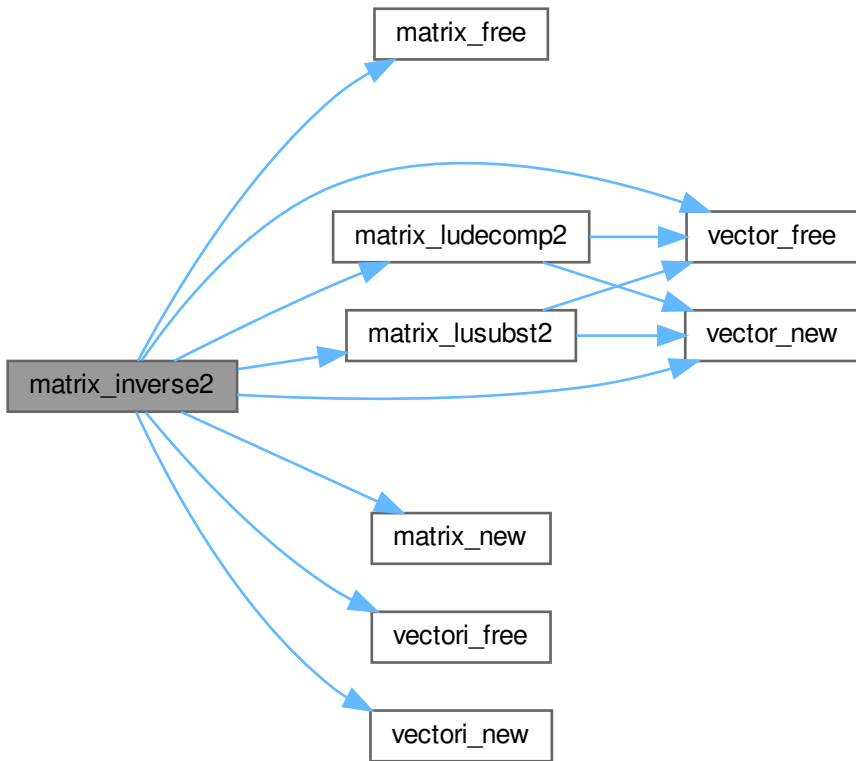 matrix_free
matrix_ludecomp2
vector_free
matrix_lusubst2
vector_new
matrix_inverse2
matrix_new
vectori_free
vectori_new